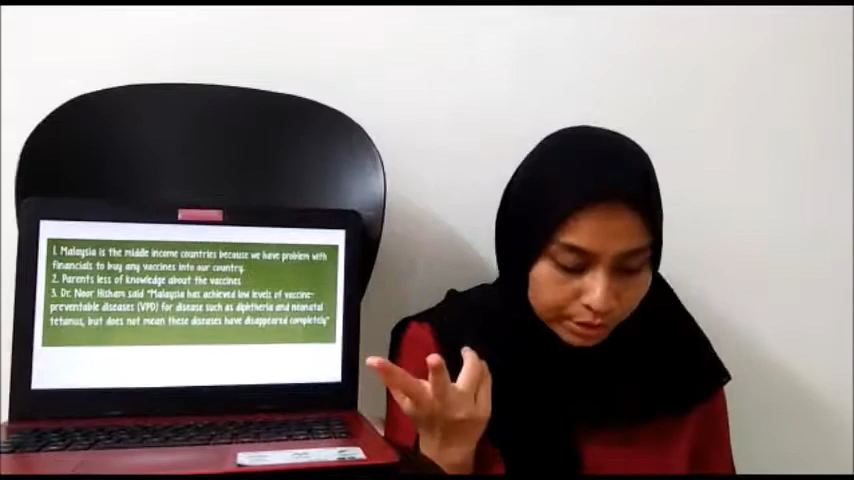 1. Malaysia is the middle income countries because we have problem with
financials to buy any vaccines into our country.
2. Parents less of knowledge about the vaccines
3. Dr. Noor Hisham said "Malaysia has achieved low levels of vaccine-
preventable diseases (VPD) for disease such as diphtheria and neonatal
tetanus, but does not mean these diseases have disappeared completely"